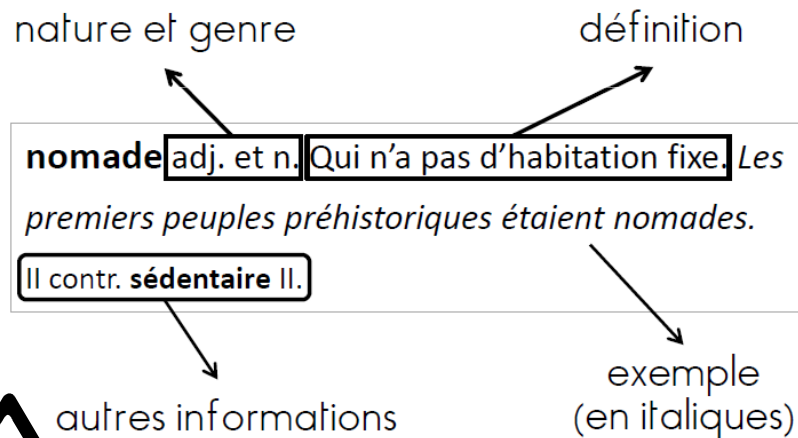 nature et genre
définition
nomade adj. et n. Qui n'a pas d'habitation fixe. Les
premiers peuples préhistoriques étaient nomades.
II contr. sédentaire II.
exemple
autres informations
(en italiques)